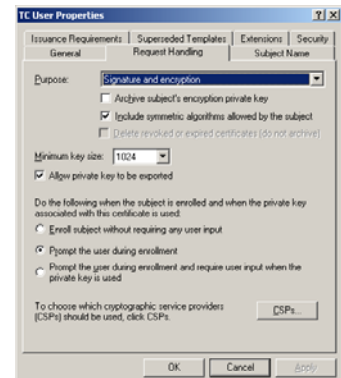 TC User Properties
Issuance Requirements Superseded Templates Extensions Security
General Request Handling Subject Name
Purpose: Signature and encryption
Archive subject's encryption private key
Include symmetric algorithms allowed by the subject
Delete revoked or expired certificates (do not archive)
Minimum key size: 1024
Allow private key to be exported
Do the following when the subject is enrolled and when the private key
associated with this certificate is used:
Enroll subject without requiring any user input
Prompt the user during enrollment
Prompt the user during enrollment and require user input when the
private key is used
To choose which cryptographic service providers
(CSPs) should be used, click CSPs.
CSPs...
OK Cancel Apply